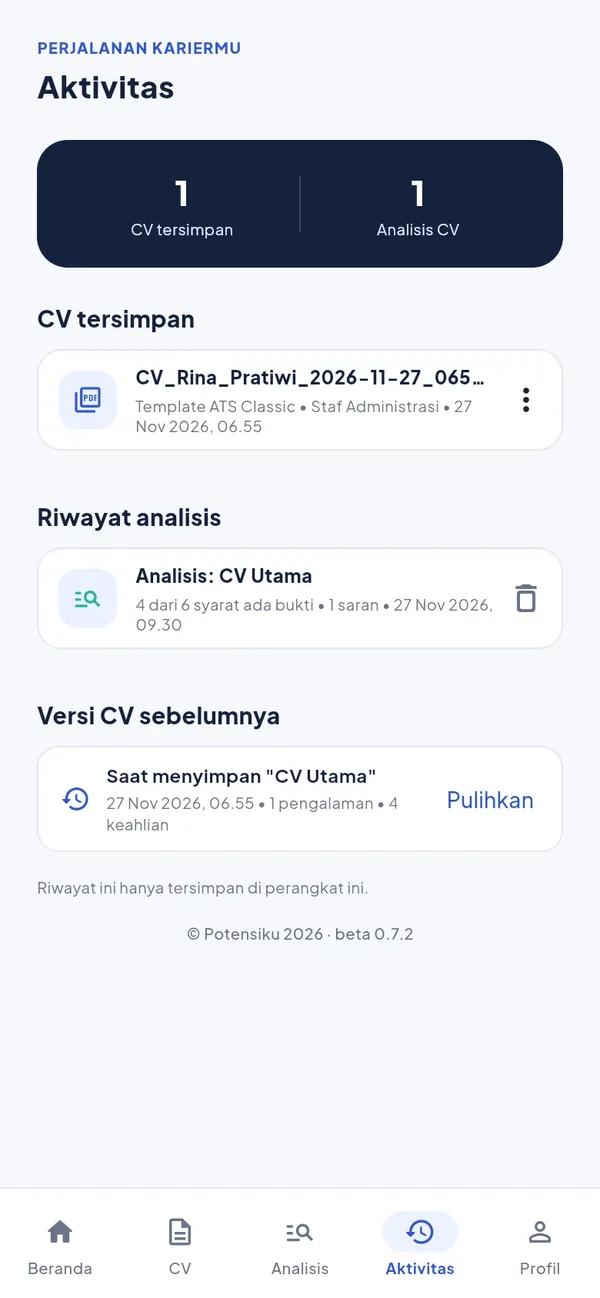 PERJALANAN KARIERMU
Aktivitas
1
CV tersimpan
1
Analisis CV
CV tersimpan
PDF
CV_Rina_Pratiwi_2026-11-27_065…
Template ATS Classic • Staf Administrasi • 27
Nov 2026, 06.55
Riwayat analisis
Analisis: CV Utama
4 dari 6 syarat ada bukti • 1 saran • 27 Nov 2026,
09.30
Versi CV sebelumnya
Saat menyimpan "CV Utama"
27 Nov 2026, 06.55 • 1 pengalaman • 4
keahlian
Pulihkan
Riwayat ini hanya tersimpan di perangkat ini.
© Potensiku 2026 · beta 0.7.2
Beranda
CV
Analisis
Aktivitas
Profil